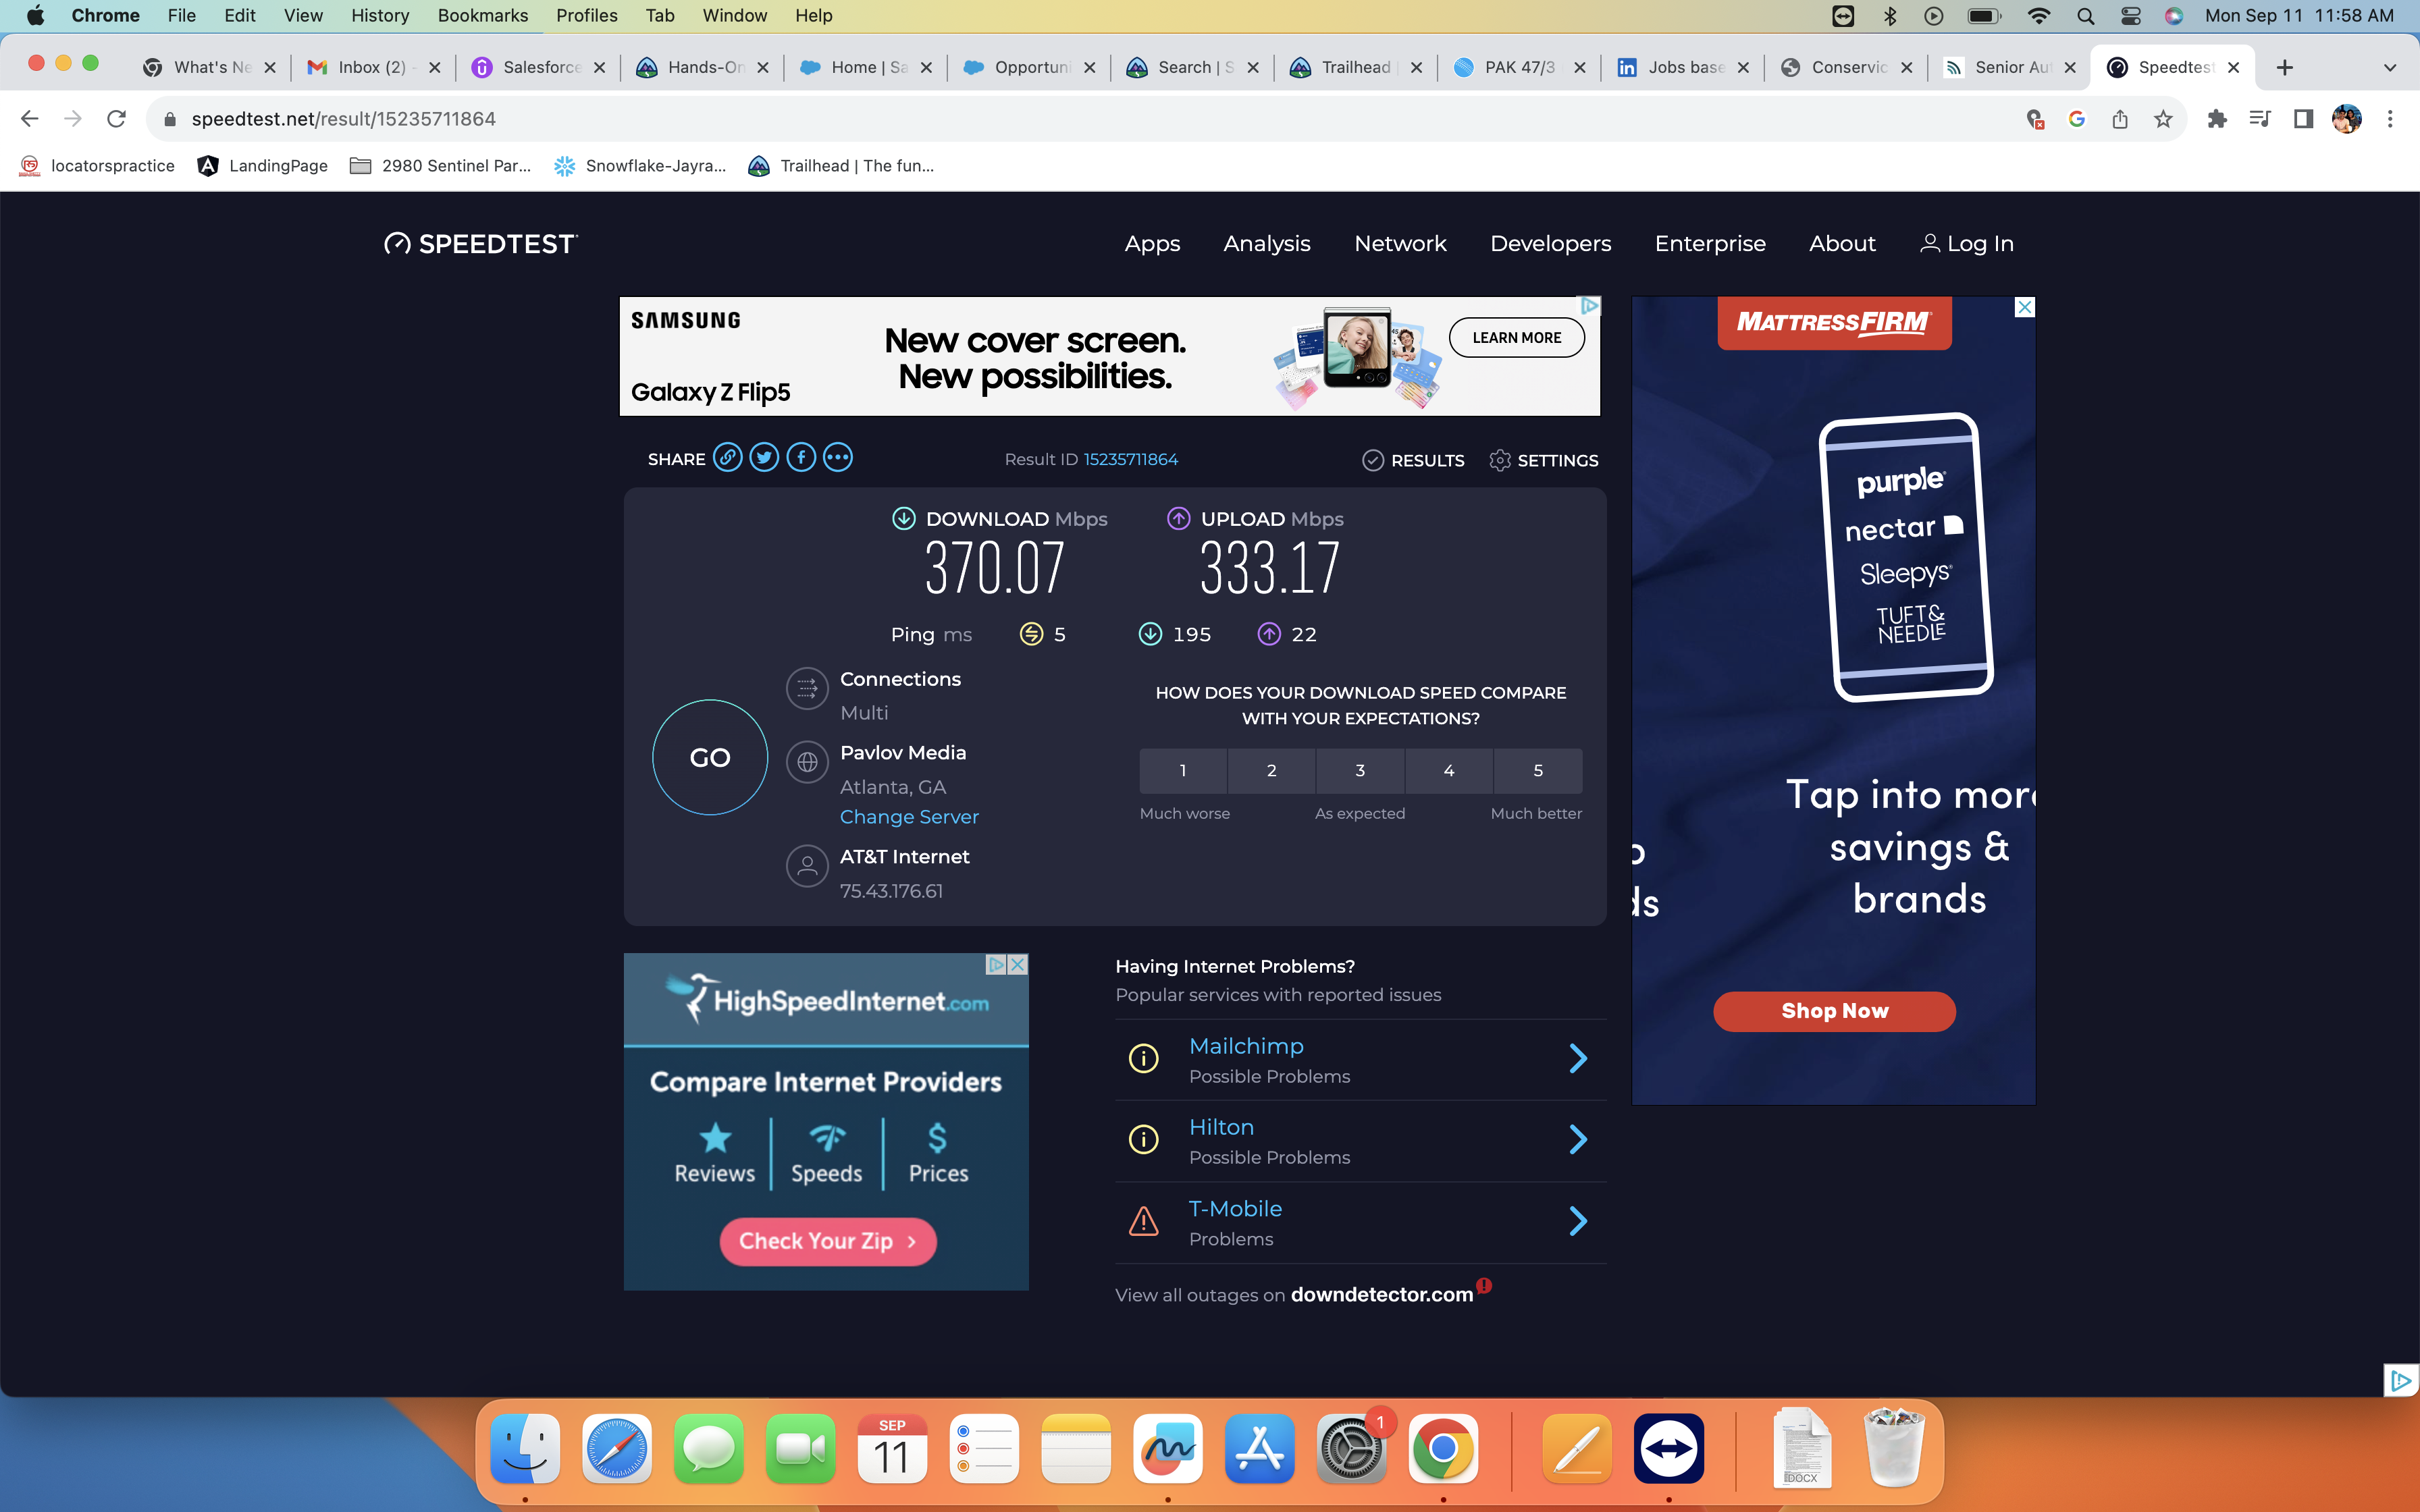 Chrome File Edit View History Bookmarks Profiles Tab Window Help Mon Sep 11 11:58 AM
What's Ne Inbox (2) - Salesforce Hands-On Home | Sa Opportuni Search | S Trailhead PAK 47/3 Jobs base Conservic Senior Aut Speedtest
speedtest.net/result/15235711864
locatorspractice LandingPage 2980 Sentinel Par... Snowflake-Jayra... Trailhead | The fun...
SPEEDTEST
Apps Analysis Network Developers Enterprise About Log In
SAMSUNG
Galaxy Z Flip5
New cover screen.
New possibilities.
LEARN MORE
SHARE Result ID 15235711864 RESULTS SETTINGS
DOWNLOAD Mbps UPLOAD Mbps
370.07 333.17
Ping ms 5 195 22
Connections
Multi
GO
Pavlov Media
Atlanta, GA
Change Server
AT&T Internet
75.43.176.61
HOW DOES YOUR DOWNLOAD SPEED COMPARE
WITH YOUR EXPECTATIONS?
1 2 3 4 5
Much worse As expected Much better
MATTRESSFIRM
purple
nectar
Sleepys
TUFT&
NEEDLE
Tap into more
savings &
brands
ds
Shop Now
HighSpeedInternet.com
Compare Internet Providers
Reviews Speeds Prices
Check Your Zip >
Having Internet Problems?
Popular services with reported issues
Mailchimp
Possible Problems
Hilton
Possible Problems
T-Mobile
Problems
View all outages on downdetector.com
SEP
11
1
DOCX